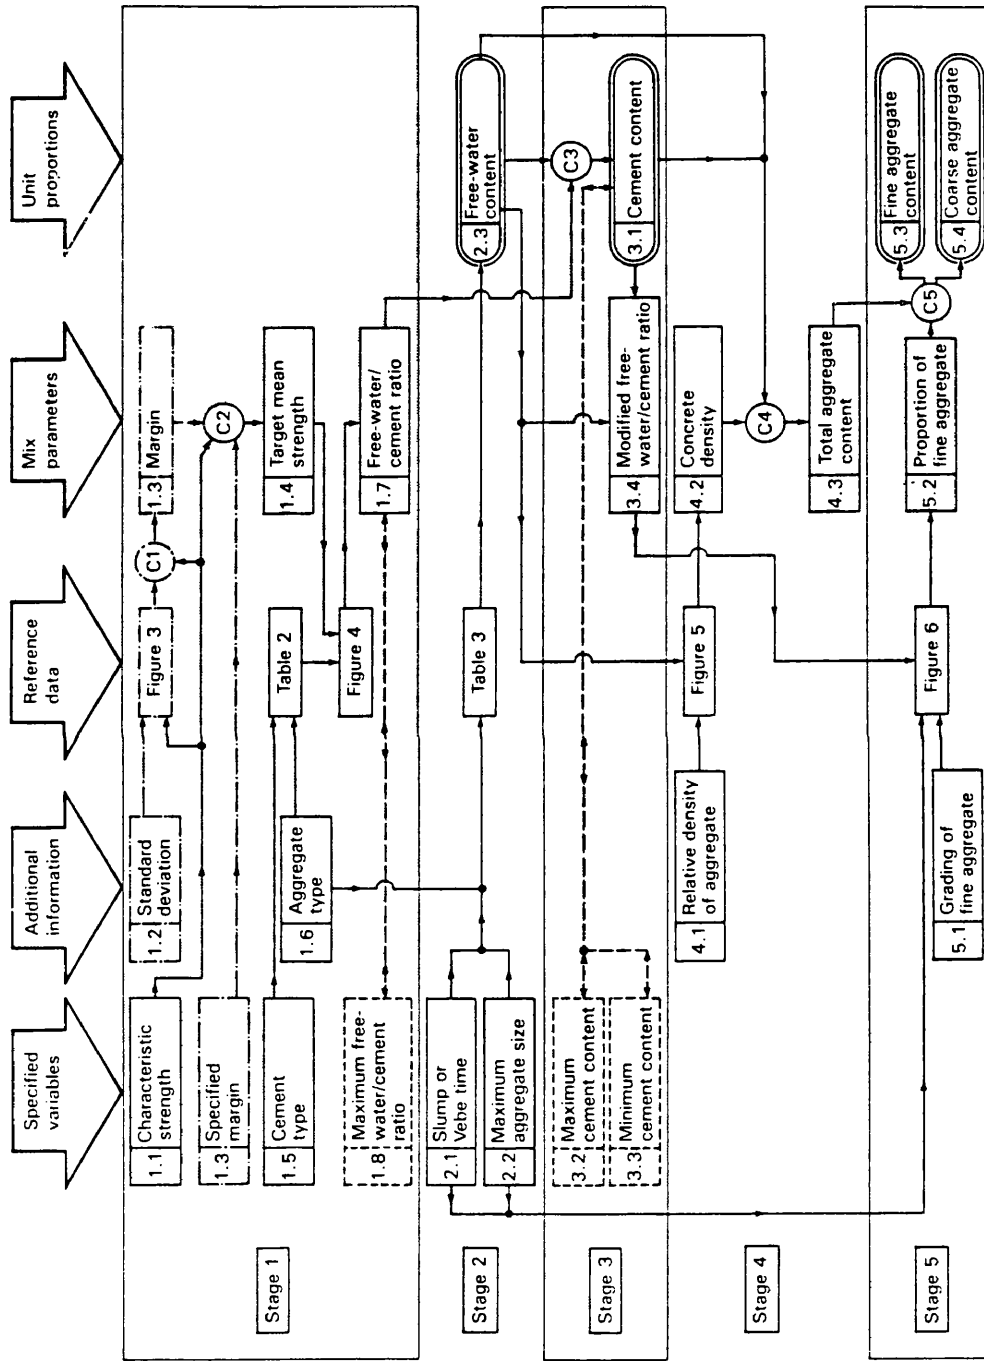 Specified
variables
Additional
information
Reference
data
Mix
parameters
Unit
proportions
Stage 1
1.1 Characteristic
strength
1.2 Standard
deviation
Figure 3
C1
1.3 Margin
1.3 Specified
margin
C2
1.5 Cement
type
1.6 Aggregate
type
Table 2
1.4 Target mean
strength
Figure 4
1.8 Maximum free-
water/cement
ratio
1.7 Free-water/
cement ratio
Stage 2
2.1 Slump or
Vebe time
2.2 Maximum
aggregate size
Table 3
2.3 Free-water
content
Stage 3
3.2 Maximum
cement content
3.3 Minimum
cement content
C3
3.1 Cement content
3.4 Modified free-
water/cement ratio
Stage 4
4.1 Relative density
of aggregate
Figure 5
4.2 Concrete
density
C4
4.3 Total aggregate
content
Stage 5
5.1 Grading of
fine aggregate
Figure 6
5.2 Proportion of
fine aggregate
C5
5.3 Fine aggregate
content
5.4 Coarse aggregate
content